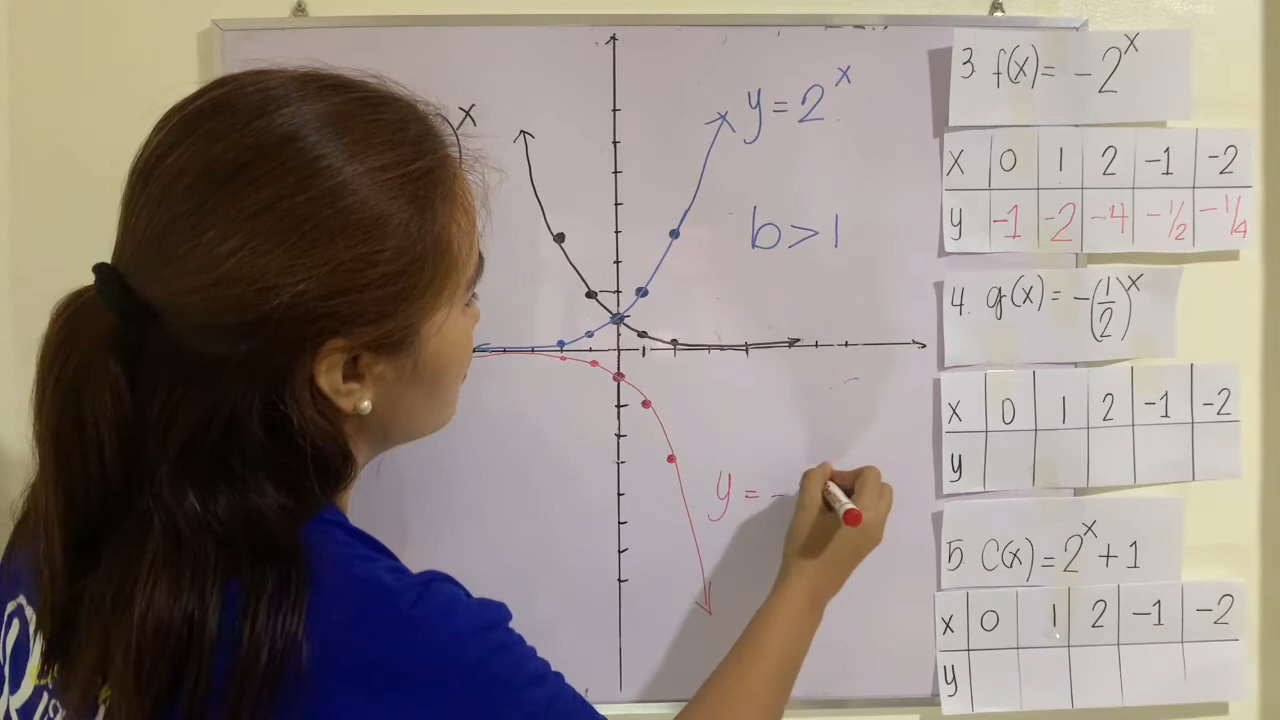 x
y = 2^x
b > 1
y = -
3. f(x) = -2^x
x 0 1 2 -1 -2
y -1 -2 -4 -1/2 -1/4
4. g(x) = -(1/2)^x
x 0 1 2 -1 -2
y
5. C(x) = 2^x + 1
x 0 1 2 -1 -2
y